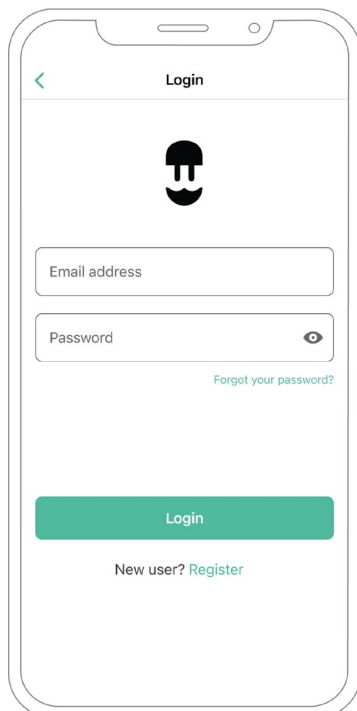 Login
Email address
Password
Forgot your password?
Login
New user? Register